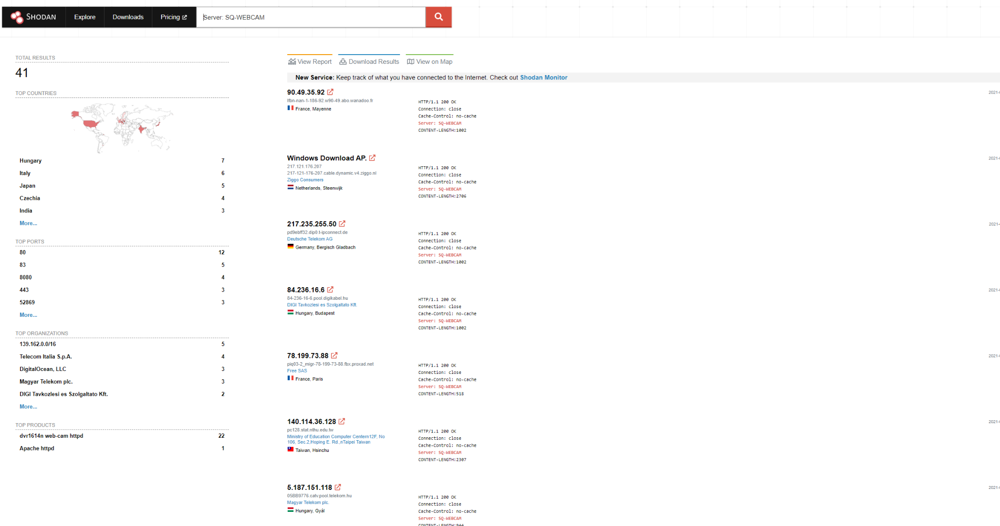 SHODAN
Explore
Downloads
Pricing
Server: SQ-WEBCAM
TOTAL RESULTS
41
TOP COUNTRIES
Hungary 7
Italy 6
Japan 5
Czechia 4
India 3
More...
TOP PORTS
80 12
83 5
8080 4
443 3
52869 3
More...
TOP ORGANIZATIONS
139.162.0.0/16 5
Telecom Italia S.p.A. 4
DigitalOcean, LLC 3
Magyar Telekom plc. 3
DIGI Tavkozlesi es Szolgaltato Kft. 2
More...
TOP PRODUCTS
dvr1614n web-cam httpd 22
Apache httpd 1
View Report
Download Results
View on Map
New Service: Keep track of what you have connected to the Internet. Check out Shodan Monitor
90.49.35.92
lfbn-nan-1-186-92.w90-49.abo.wanadoo.fr
France, Mayenne
HTTP/1.1 200 OK
Connection: close
Cache-Control: no-cache
Server: SQ-WEBCAM
CONTENT-LENGTH:1002
2021-
Windows Download AP.
217.121.176.207
217-121-176-207.cable.dynamic.v4.ziggo.nl
Ziggo Consumers
Netherlands, Steenwijk
HTTP/1.1 200 OK
Connection: close
Cache-Control: no-cache
Server: SQ-WEBCAM
CONTENT-LENGTH:2706
2021-
217.235.255.50
pd9ebff32.dip0.t-ipconnect.de
Deutsche Telekom AG
Germany, Bergisch Gladbach
HTTP/1.1 200 OK
Connection: close
Cache-Control: no-cache
Server: SQ-WEBCAM
CONTENT-LENGTH:1002
2021-
84.236.16.6
84-236-16-6.pool.digikabel.hu
DIGI Tavkozlesi es Szolgaltato Kft.
Hungary, Budapest
HTTP/1.1 200 OK
Connection: close
Cache-Control: no-cache
Server: SQ-WEBCAM
CONTENT-LENGTH:1002
2021-
78.199.73.88
piq03-2_migr-78-199-73-88.fbx.proxad.net
Free SAS
France, Paris
HTTP/1.1 200 OK
Connection: close
Cache-Control: no-cache
Server: SQ-WEBCAM
CONTENT-LENGTH:518
2021-
140.114.36.128
pc128.stat.nthu.edu.tw
Ministry of Education Computer Centern12F, No
106, Sec.2,Hoping E. Rd.,nTaipei Taiwan
Taiwan, Hsinchu
HTTP/1.1 200 OK
Connection: close
Cache-Control: no-cache
Server: SQ-WEBCAM
CONTENT-LENGTH:2307
2021-
5.187.151.118
05BB9776.catv.pool.telekom.hu
Magyar Telekom plc.
Hungary, Gyál
HTTP/1.1 200 OK
Connection: close
Cache-Control: no-cache
Server: SQ-WEBCAM
CONTENT-LENGTH:944
2021-